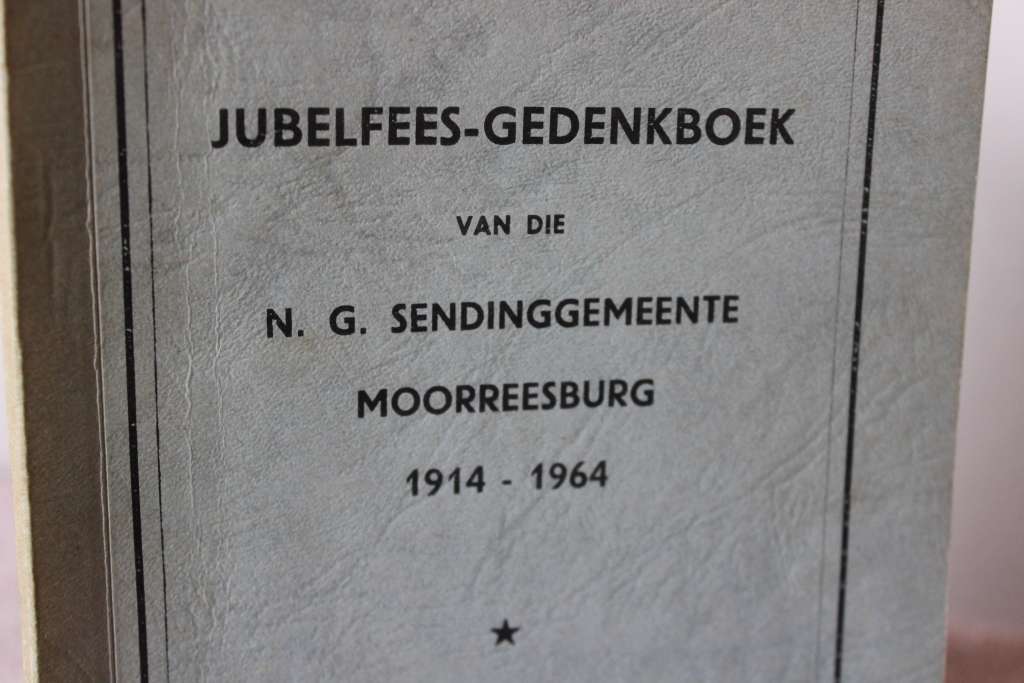 JUBELFEES-GEDENKBOEK
VAN DIE
N. G. SENDINGGEMEENTE
MOORREESBURG
1914 - 1964